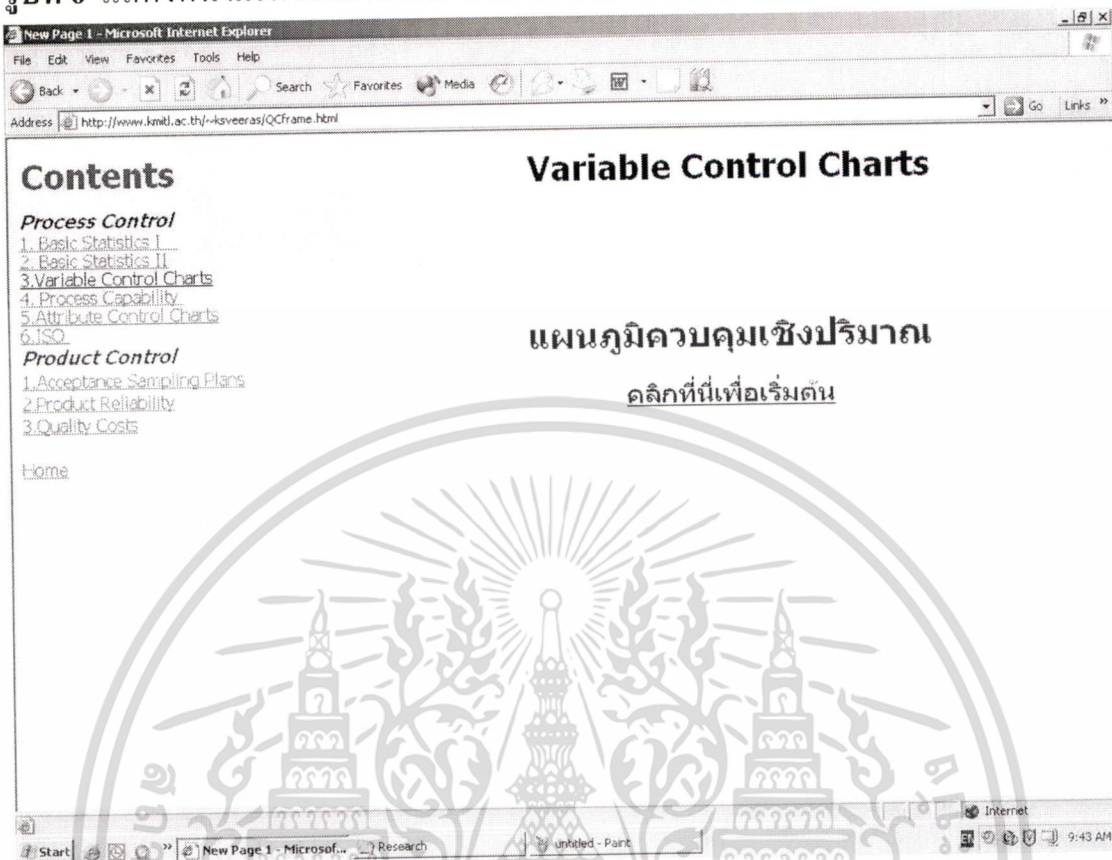 New Page 1 - Microsoft Internet Explorer
File Edit View Favorites Tools Help
Back Search Favorites Media
Address http://www.kmitl.ac.th/~ksveeras/QCframe.html Go Links »
Contents
Process Control
1. Basic Statistics I
2. Basic Statistics II
3.Variable Control Charts
4. Process Capability
5.Attribute Control Charts
6.ISO
Product Control
1.Acceptance Sampling Plans
2.Product Reliability
3.Quality Costs
Home
Variable Control Charts
แผนภูมิควบคุมเชิงปริมาณ
คลิกที่นี่เพื่อเริ่มต้น
Internet
Start » New Page 1 - Microsof... Research untitled - Paint 9:43 AM